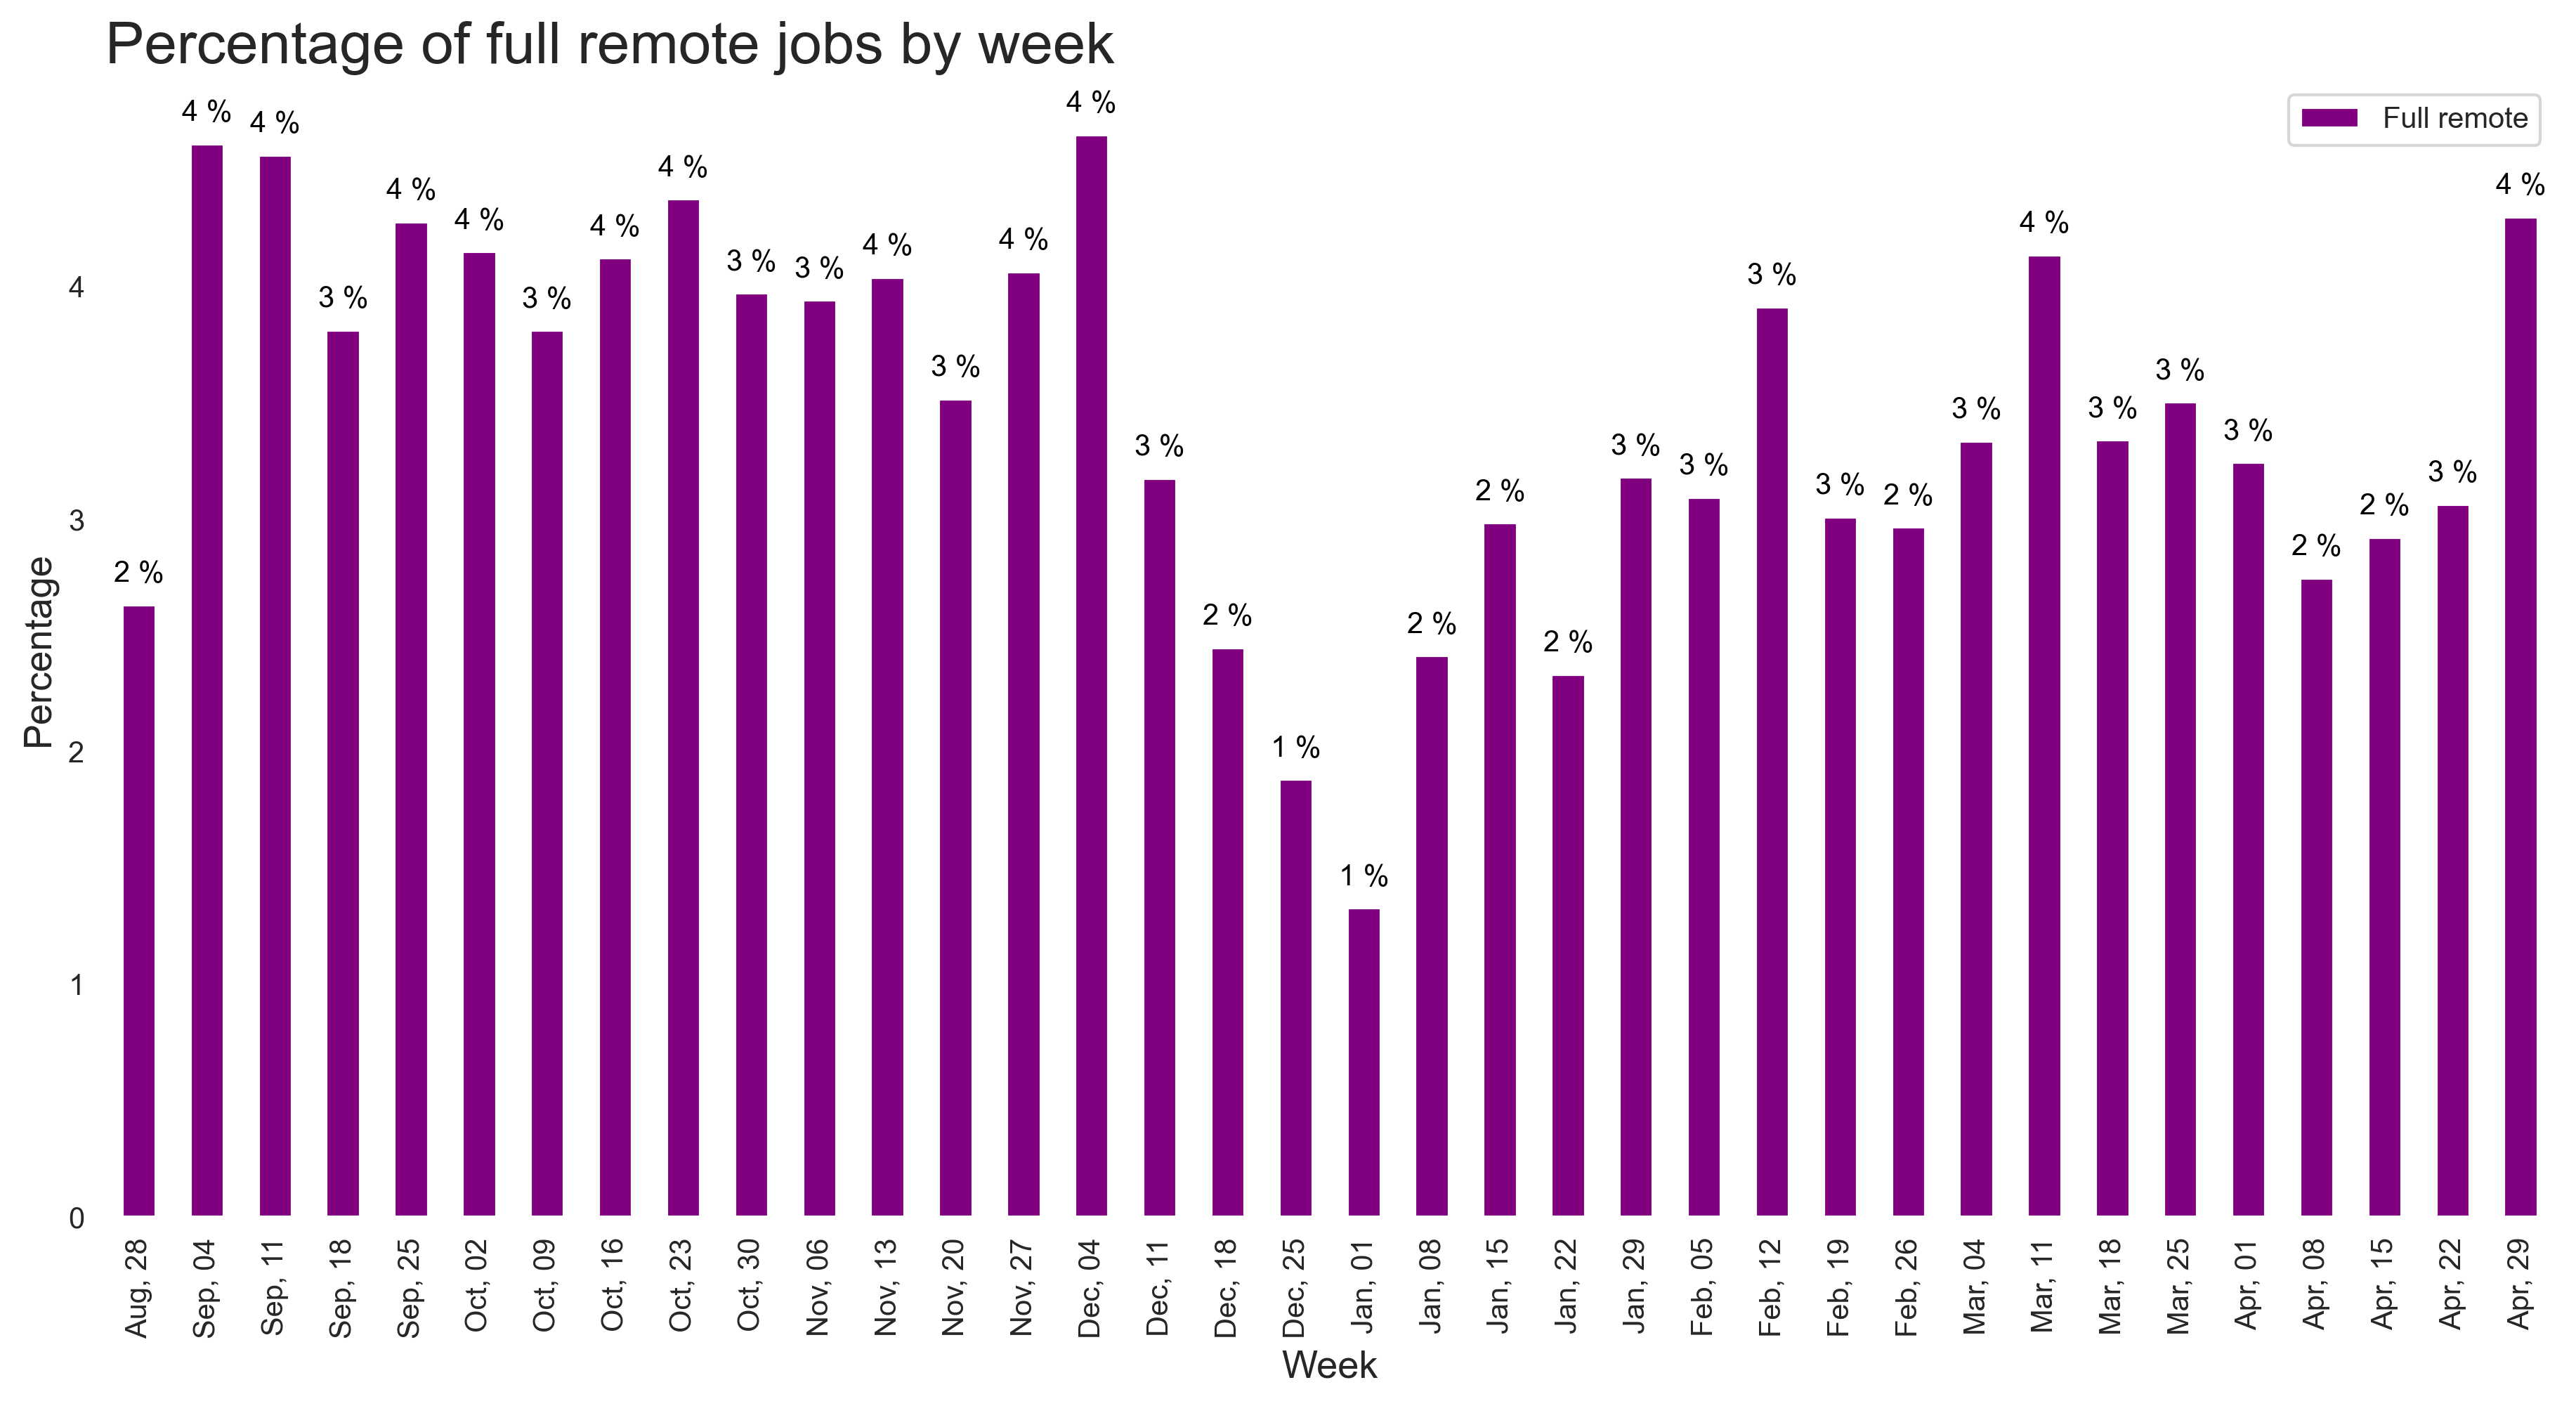 Percentage of full remote jobs by week
Full remote
Percentage
4
3
2
1
0
2 %
4 %
4 %
3 %
4 %
4 %
3 %
4 %
4 %
3 %
3 %
4 %
3 %
4 %
4 %
3 %
2 %
1 %
1 %
2 %
2 %
2 %
3 %
3 %
3 %
3 %
2 %
3 %
4 %
3 %
3 %
3 %
2 %
2 %
3 %
4 %
Aug, 28
Sep, 04
Sep, 11
Sep, 18
Sep, 25
Oct, 02
Oct, 09
Oct, 16
Oct, 23
Oct, 30
Nov, 06
Nov, 13
Nov, 20
Nov, 27
Dec, 04
Dec, 11
Dec, 18
Dec, 25
Jan, 01
Jan, 08
Jan, 15
Jan, 22
Jan, 29
Feb, 05
Feb, 12
Feb, 19
Feb, 26
Mar, 04
Mar, 11
Mar, 18
Mar, 25
Apr, 01
Apr, 08
Apr, 15
Apr, 22
Apr, 29
Week